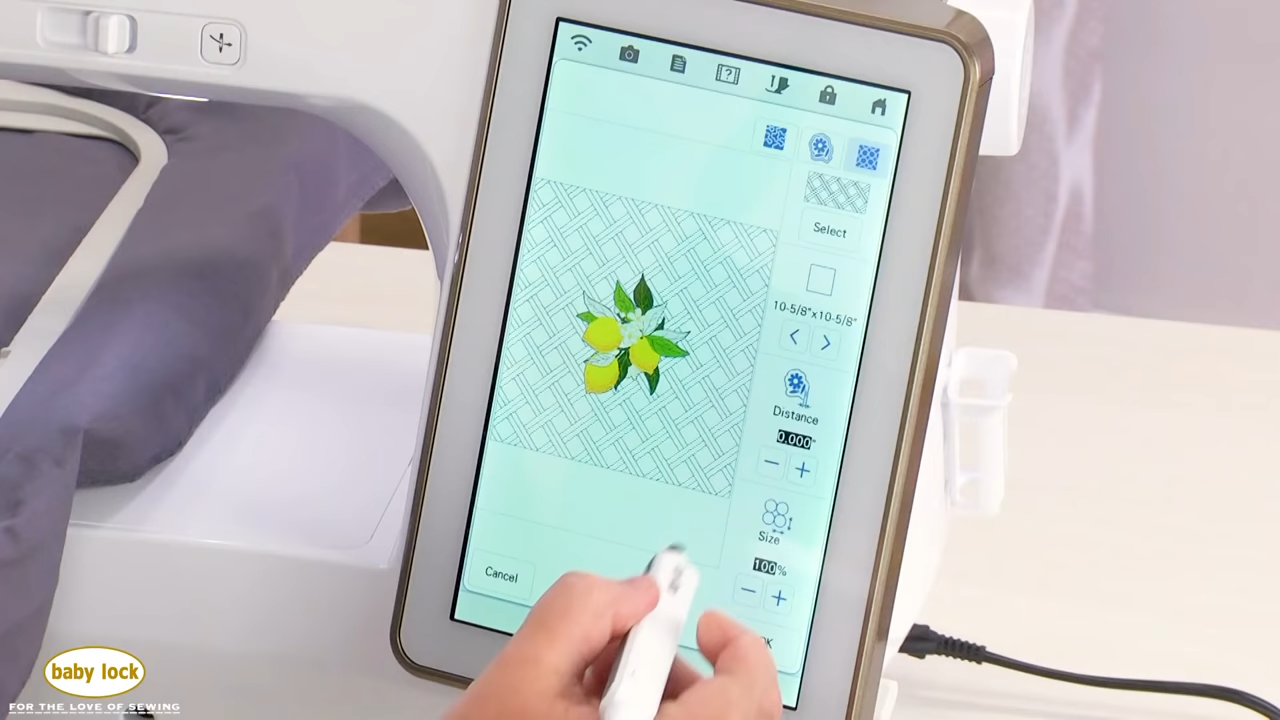 Select
10-5/8"x10-5/8"
Distance
0.000"
Size
100%
Cancel
OK
baby lock
FOR THE LOVE OF SEWING